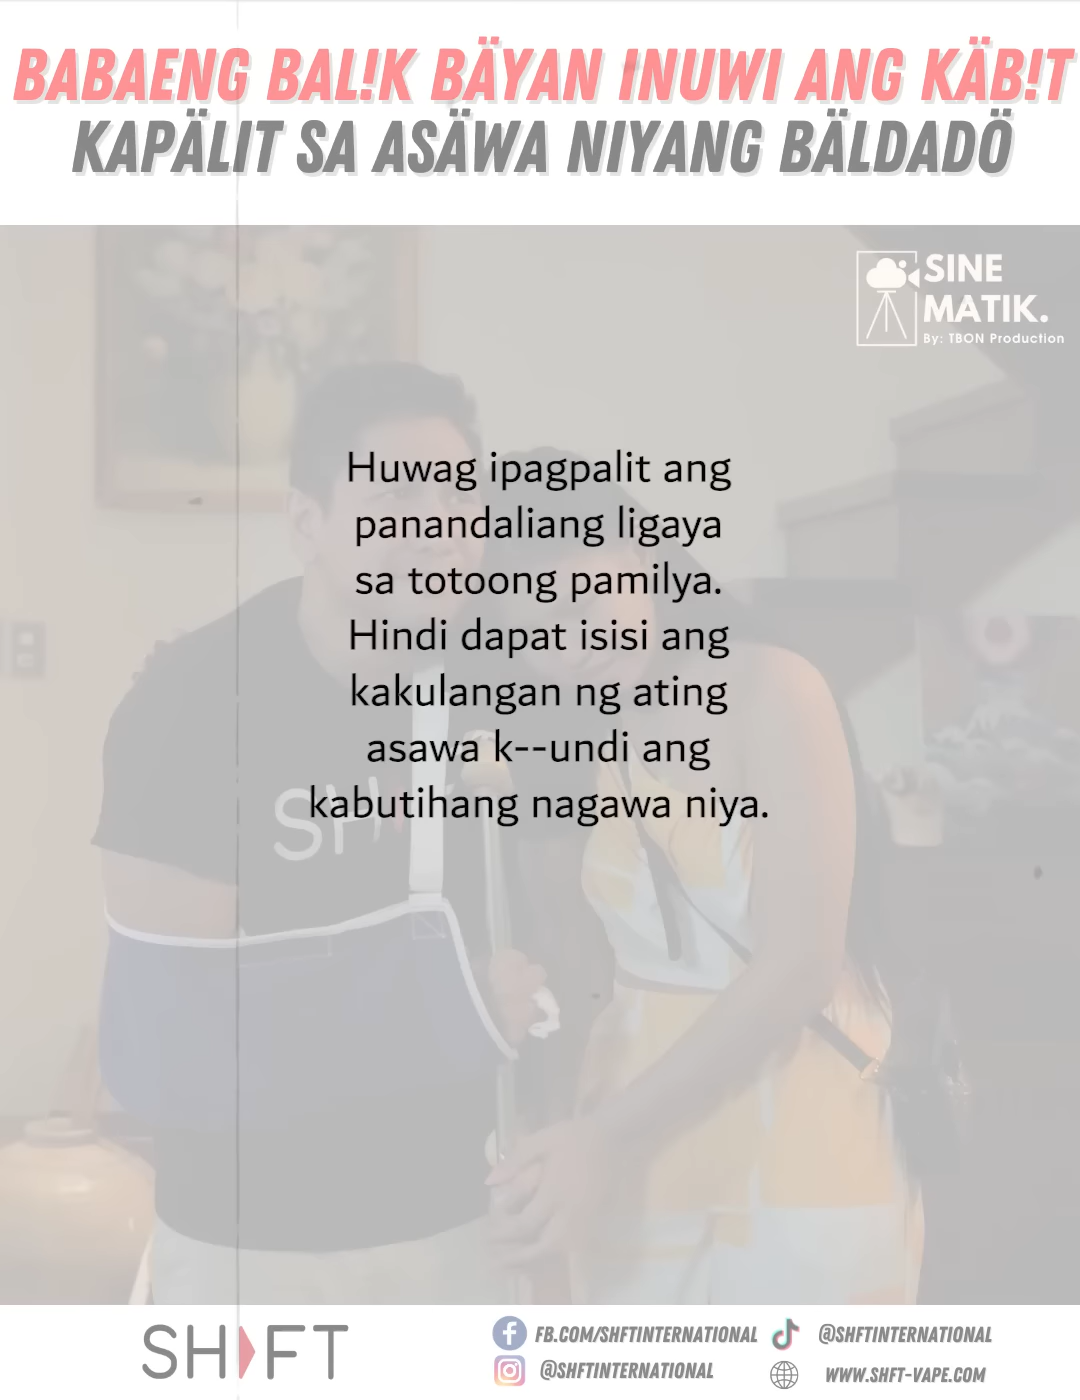 BABAENG BAL!K BÄYAN INUWI ANG KÄB!T
KAPÄLIT SA ASÄWA NIYANG BÄLDADÖ
SINE
MATIK.
By: TBON Production
Huwag ipagpalit ang
panandaliang ligaya
sa totoong pamilya.
Hindi dapat isisi ang
kakulangan ng ating
asawa k--undi ang
kabutihang nagawa niya.
SH
SHFT
FB.COM/SHFTINTERNATIONAL
@SHFTINTERNATIONAL
@SHFTINTERNATIONAL
WWW.SHFT-VAPE.COM